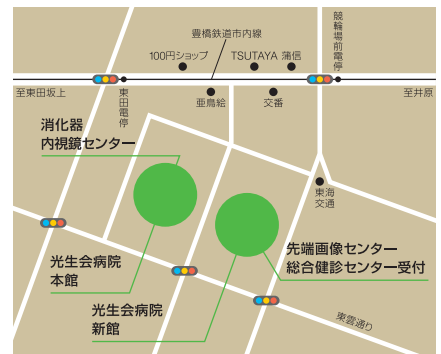 豊橋鉄道市内線
競輪場前電停
100円ショップ
TSUTAYA
蒲信
至東田坂上
東田電停
亜鳥絵
交番
至井原
消化器
内視鏡センター
東海
交通
光生会病院
本館
先端画像センター
総合健診センター受付
光生会病院
新館
東雲通り